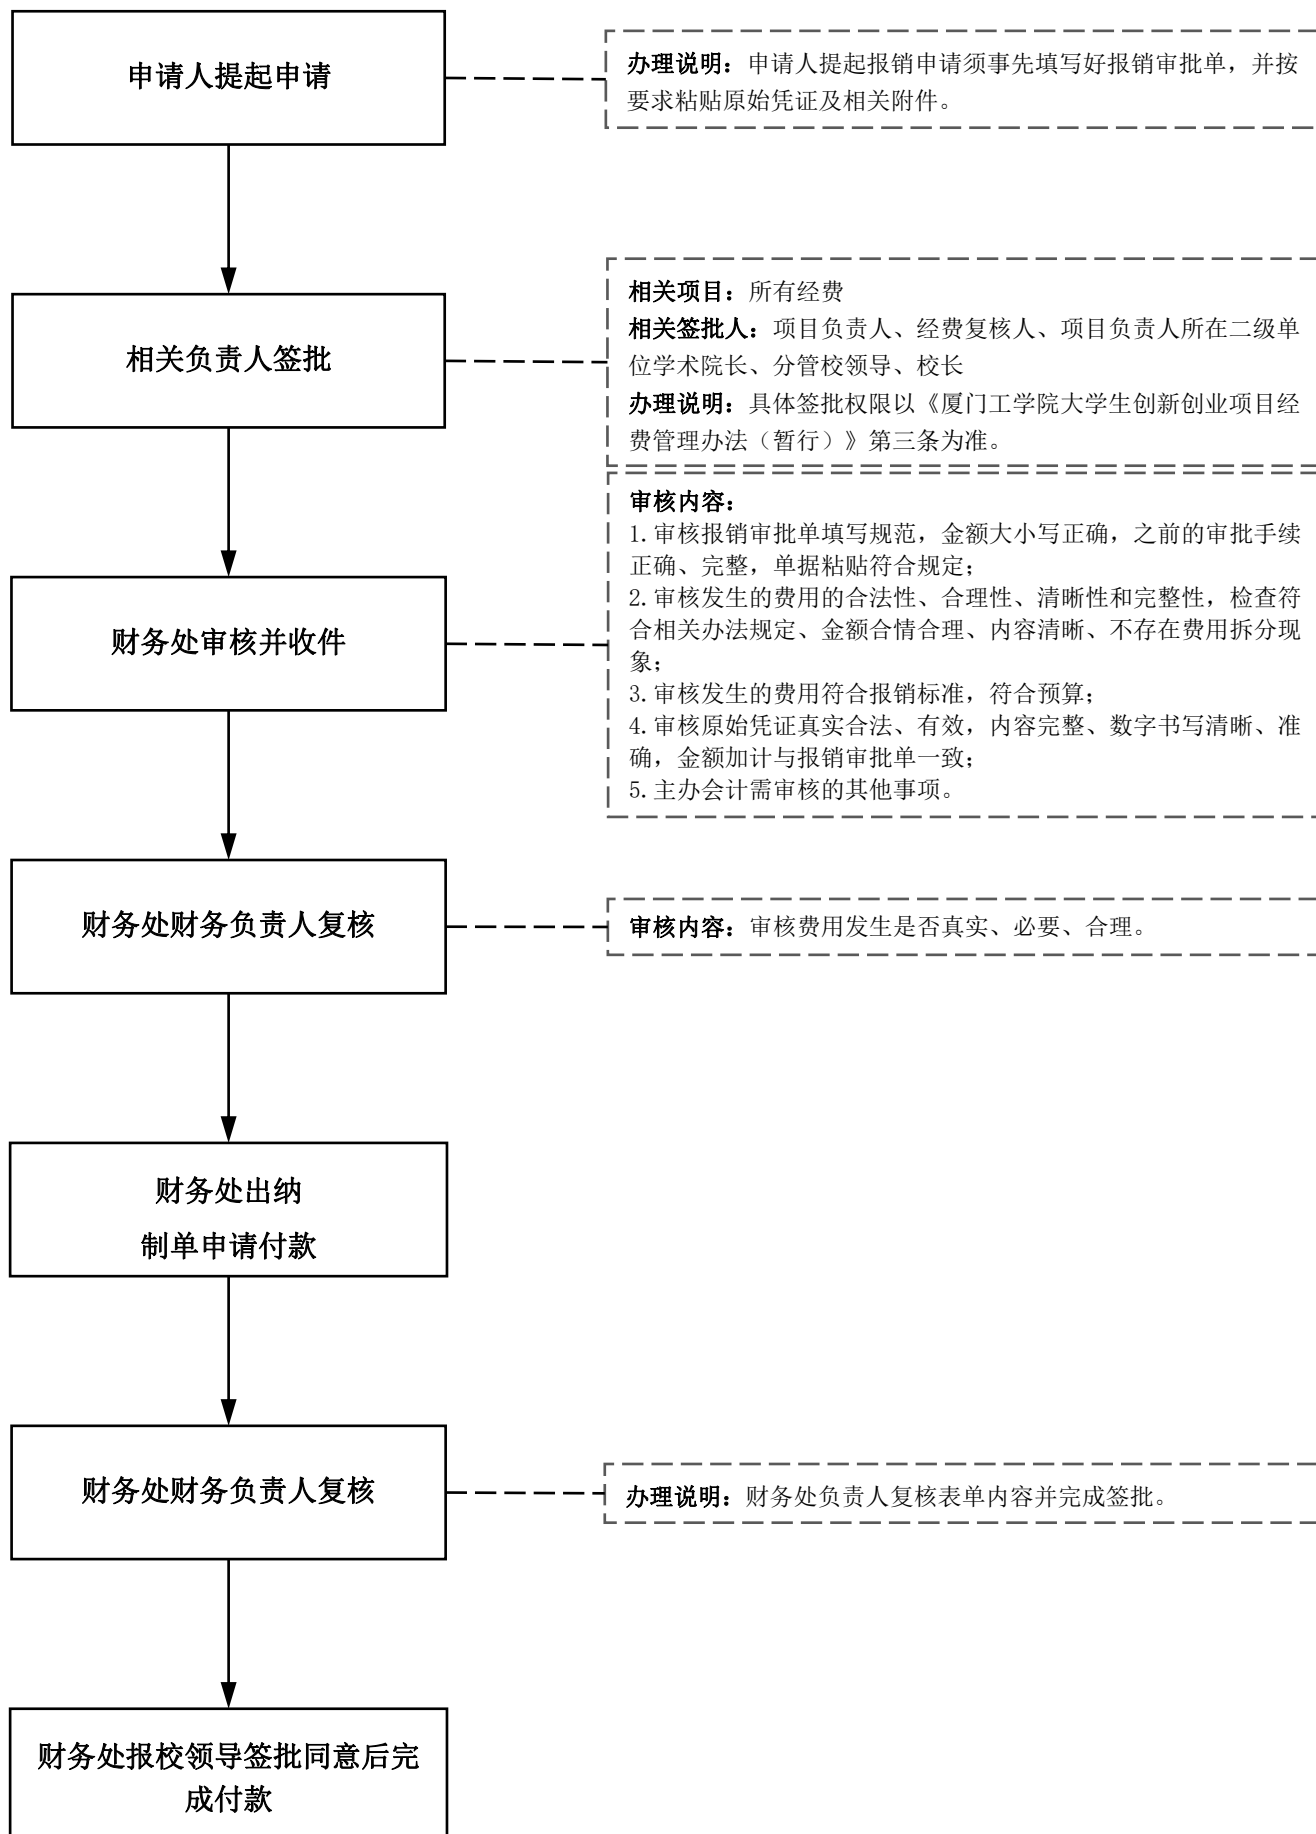 申请人提起申请
办理说明：申请人提起报销申请须事先填写好报销审批单，并按
要求粘贴原始凭证及相关附件。
相关负责人签批
相关项目：所有经费
相关签批人：项目负责人、经费复核人、项目负责人所在二级单
位学术院长、分管校领导、校长
办理说明：具体签批权限以《厦门工学院大学生创新创业项目经
费管理办法（暂行）》第三条为准。
财务处审核并收件
审核内容：
1.审核报销审批单填写规范，金额大小写正确，之前的审批手续
正确、完整，单据粘贴符合规定；
2.审核发生的费用的合法性、合理性、清晰性和完整性，检查符
合相关办法规定、金额合情合理、内容清晰、不存在费用拆分现
象；
3.审核发生的费用符合报销标准，符合预算；
4.审核原始凭证真实合法、有效，内容完整、数字书写清晰、准
确，金额加计与报销审批单一致；
5.主办会计需审核的其他事项。
财务处财务负责人复核
审核内容：审核费用发生是否真实、必要、合理。
财务处出纳
制单申请付款
财务处财务负责人复核
办理说明：财务处负责人复核表单内容并完成签批。
财务处报校领导签批同意后完
成付款